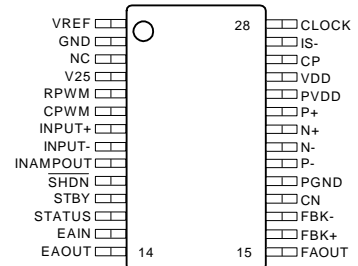 VREF 28 CLOCK
GND IS-
NC CP
V25 VDD
RPWM PVDD
CPWM P+
INPUT+ N+
INPUT- N-
INAMPOUT P-
SHDN PGND
STBY CN
STATUS FBK-
EAIN FBK+
EAOUT 14 15 FAOUT